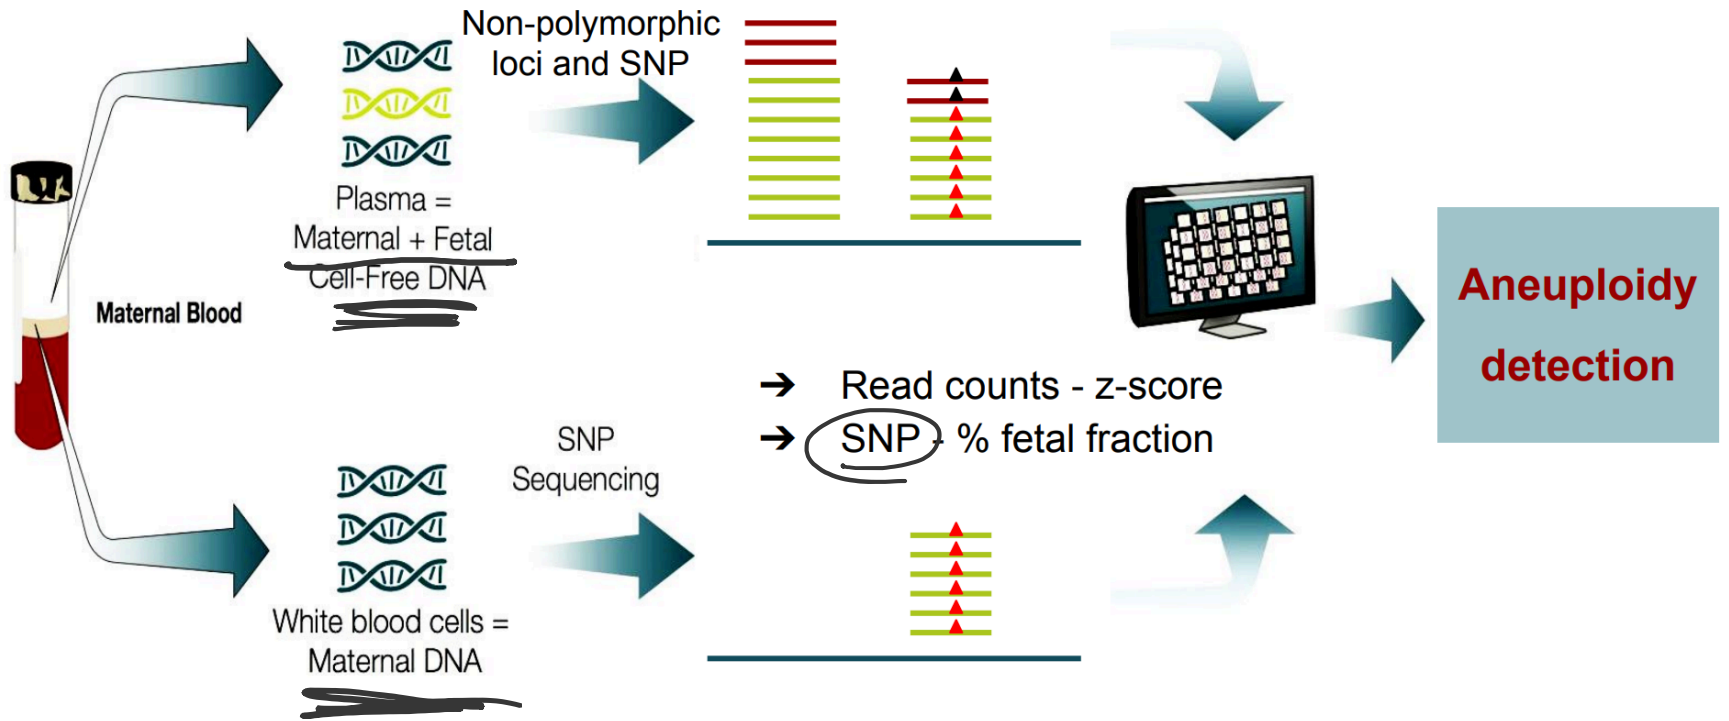 Non-polymorphic
loci and SNP
Plasma =
Maternal + Fetal
Cell-Free DNA
Maternal Blood
Aneuploidy
detection
➔ Read counts - z-score
➔ SNP - % fetal fraction
SNP
Sequencing
White blood cells =
Maternal DNA